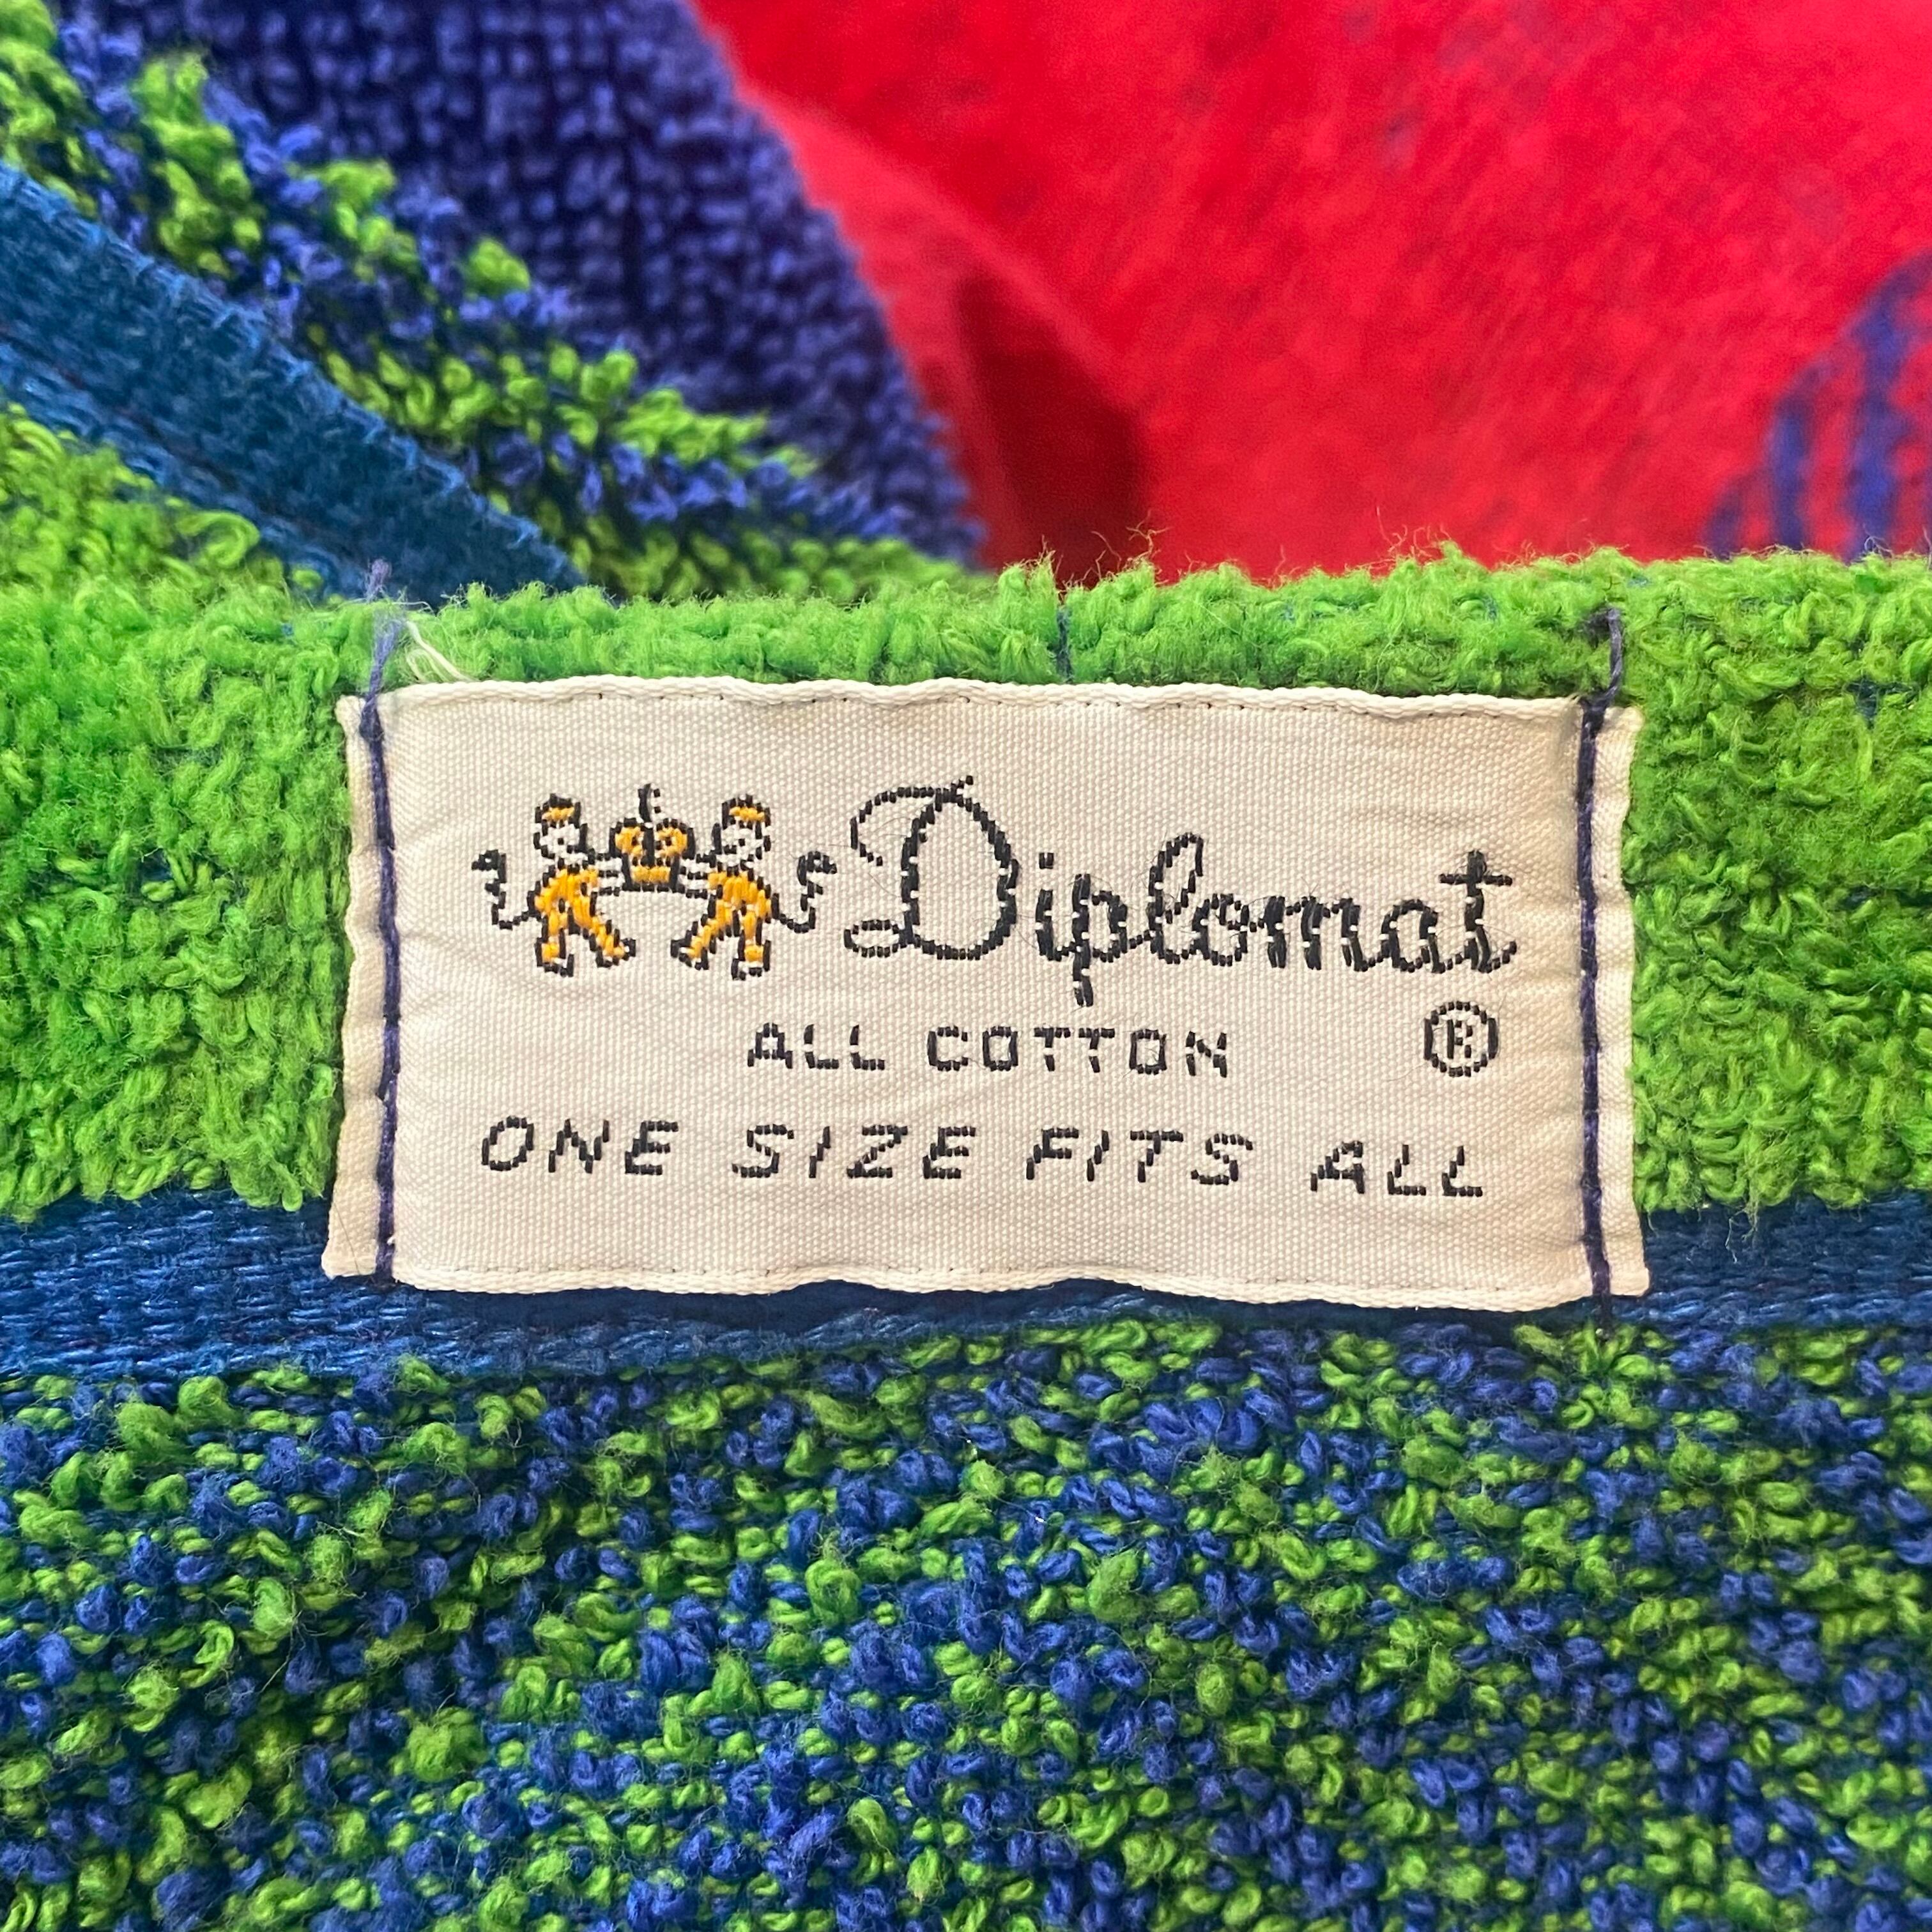 Diplomat
ALL COTTON ®
ONE SIZE FITS ALL